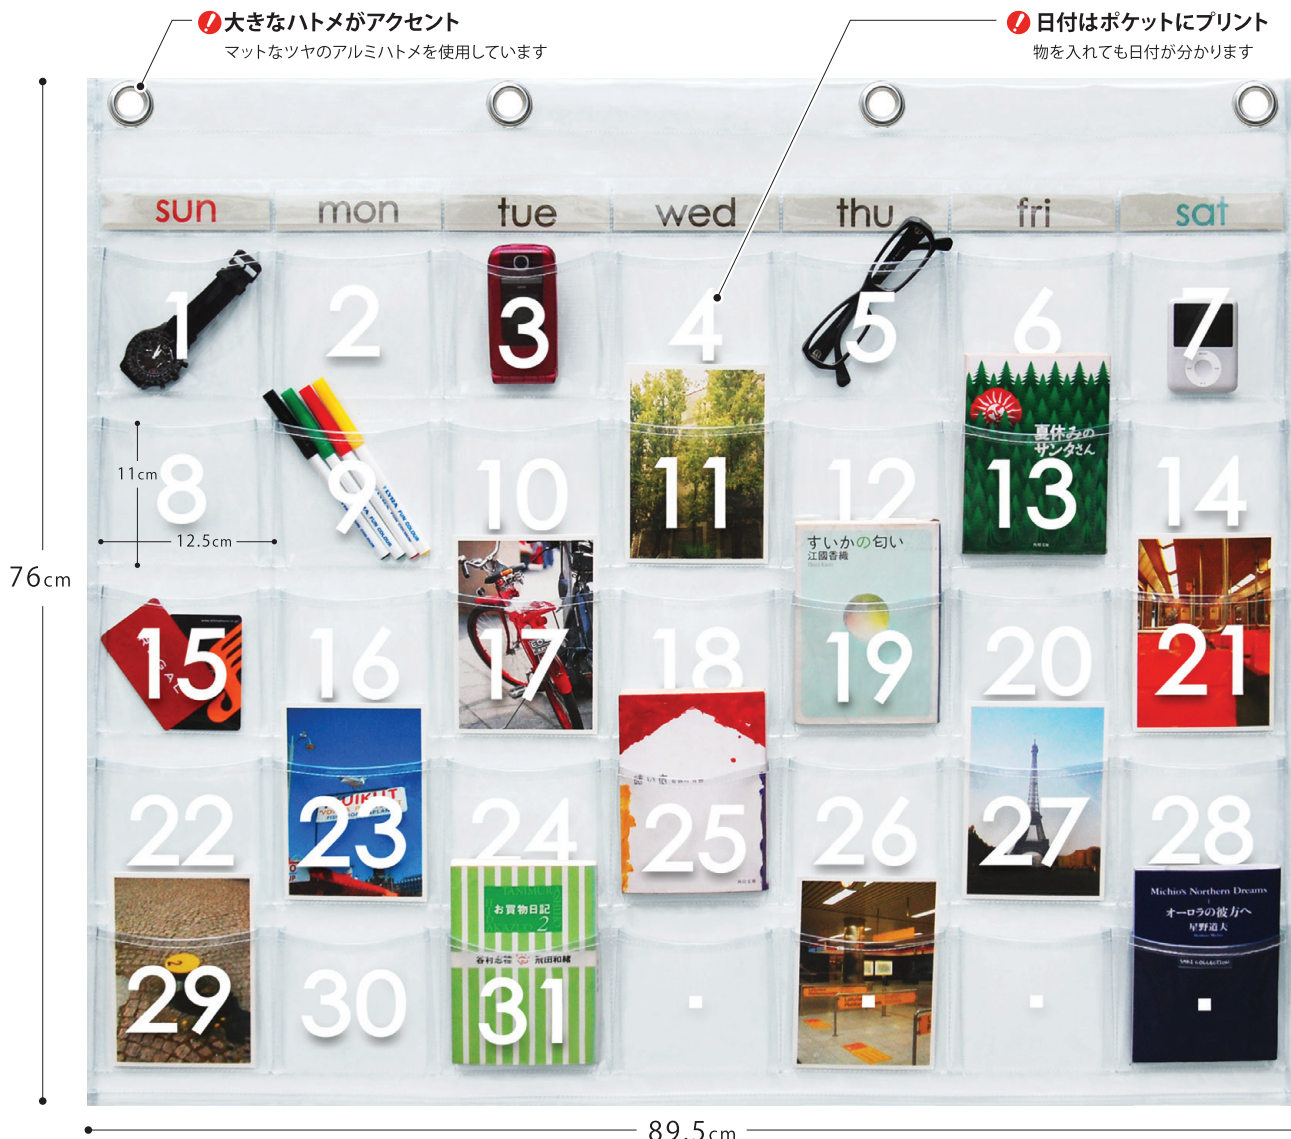 大きなハトメがアクセント
マットなツヤのアルミハトメを使用しています
日付はポケットにプリント
物を入れても日付が分かります
sun mon tue wed thu fri sat
1 2 3 4 5 6 7
夏休みの
サンタさん
11cm
8 9 10 11 12 13 14
12.5cm
すいかの匂い
江國香織
76cm
15 16 17 18 19 20 21
22 23 24 25 26 27 28
お買物日記
2
Michio's Northern Dreams
オーロラの彼方へ
星野道夫
29 30 31
89.5cm